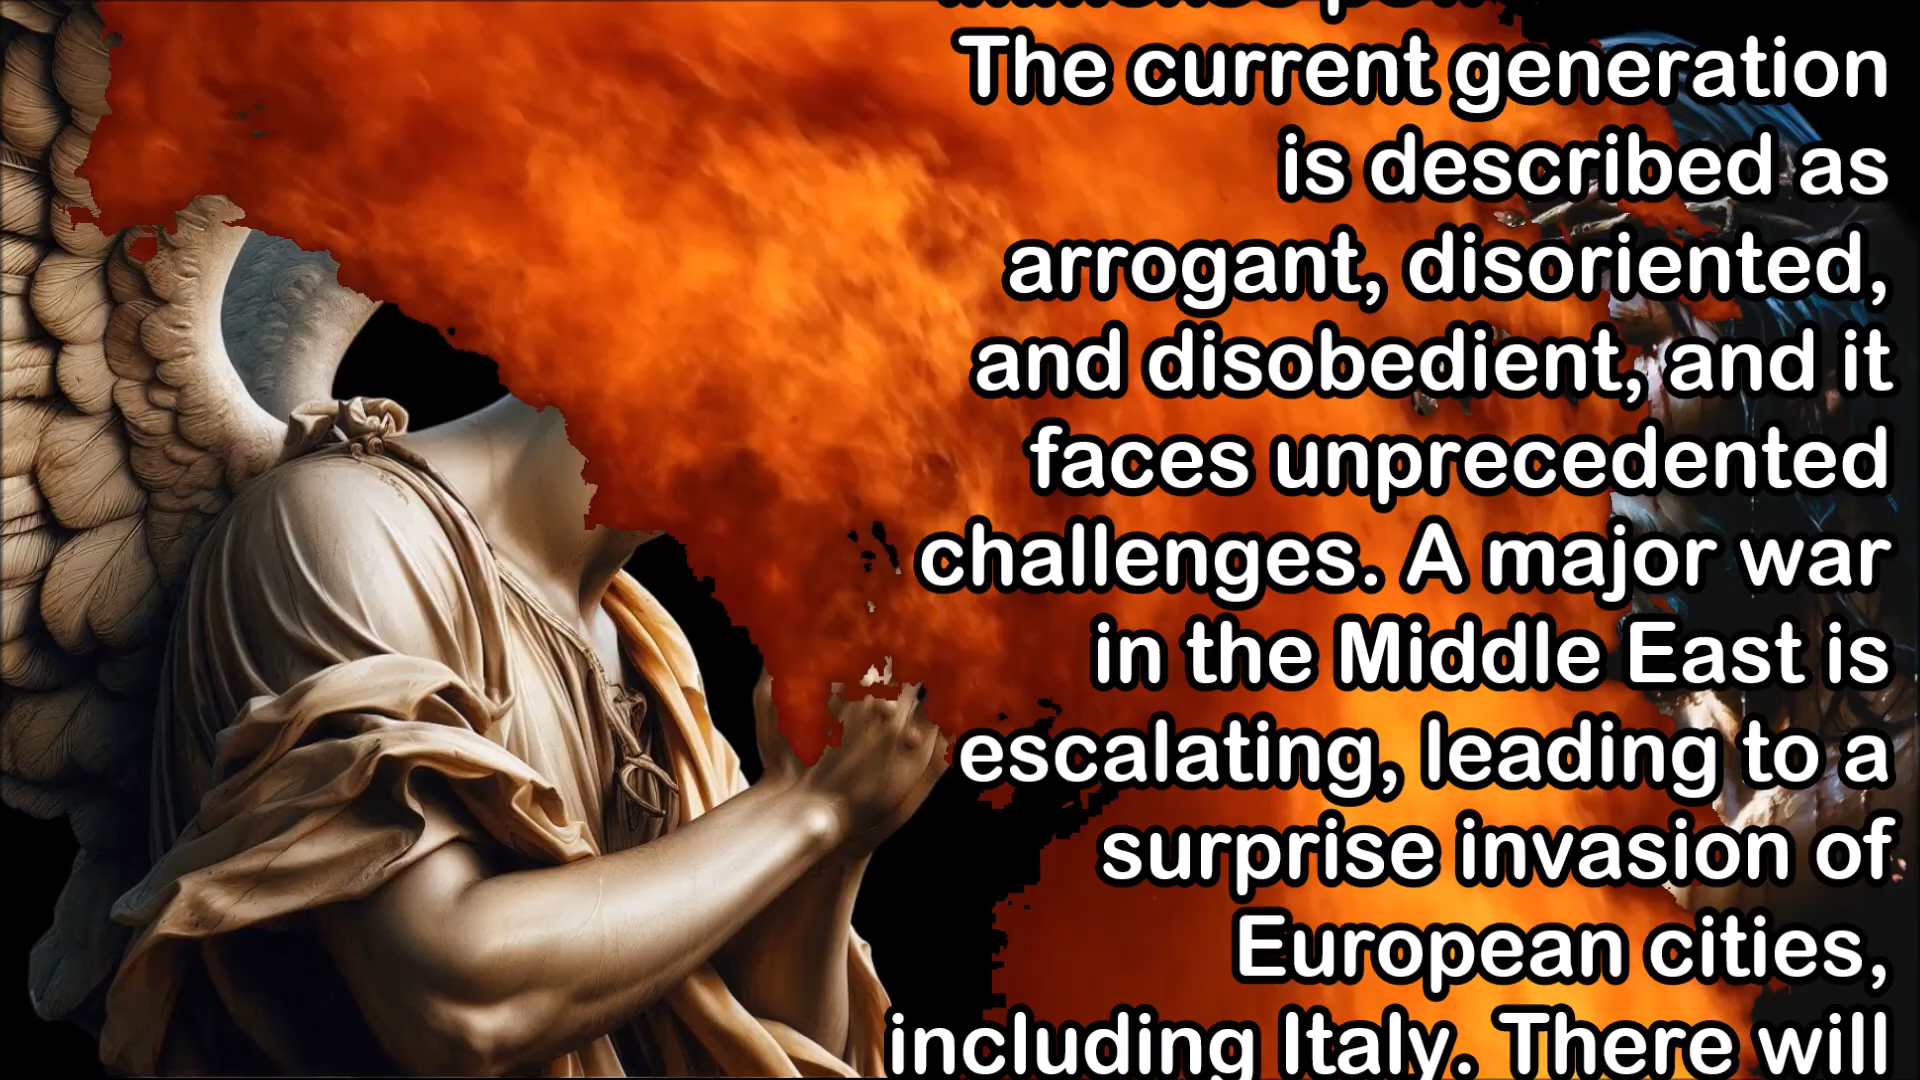 The current generation
is described as
arrogant, disoriented,
and disobedient, and it
faces unprecedented
challenges. A major war
in the Middle East is
escalating, leading to a
surprise invasion of
European cities,
including Italy. There will